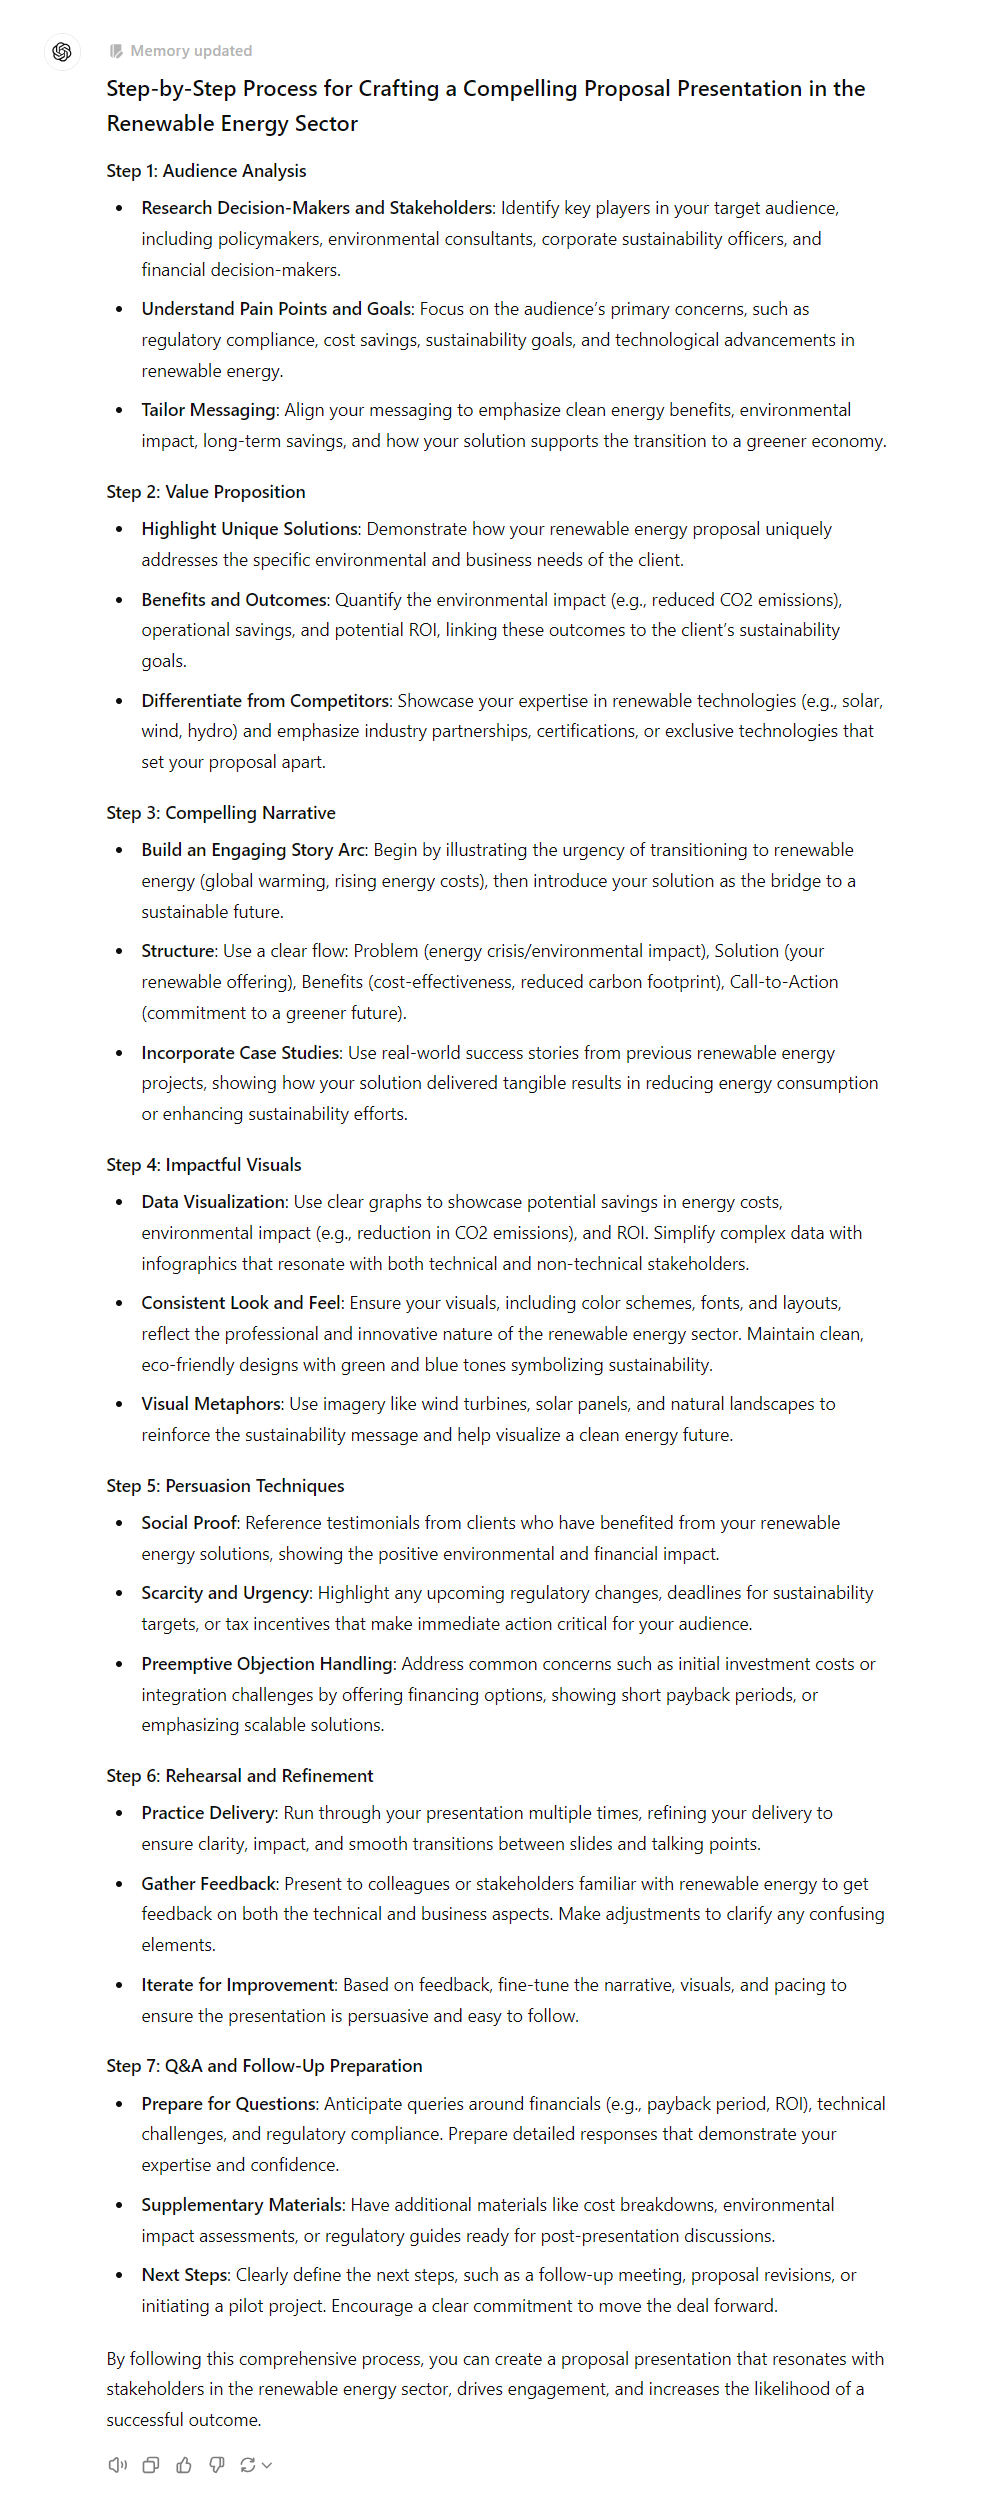 Memory updated
Step-by-Step Process for Crafting a Compelling Proposal Presentation in the
Renewable Energy Sector
Step 1: Audience Analysis
• Research Decision-Makers and Stakeholders: Identify key players in your target audience,
including policymakers, environmental consultants, corporate sustainability officers, and
financial decision-makers.
• Understand Pain Points and Goals: Focus on the audience’s primary concerns, such as
regulatory compliance, cost savings, sustainability goals, and technological advancements in
renewable energy.
• Tailor Messaging: Align your messaging to emphasize clean energy benefits, environmental
impact, long-term savings, and how your solution supports the transition to a greener economy.
Step 2: Value Proposition
• Highlight Unique Solutions: Demonstrate how your renewable energy proposal uniquely
addresses the specific environmental and business needs of the client.
• Benefits and Outcomes: Quantify the environmental impact (e.g., reduced CO2 emissions),
operational savings, and potential ROI, linking these outcomes to the client’s sustainability
goals.
• Differentiate from Competitors: Showcase your expertise in renewable technologies (e.g., solar,
wind, hydro) and emphasize industry partnerships, certifications, or exclusive technologies that
set your proposal apart.
Step 3: Compelling Narrative
• Build an Engaging Story Arc: Begin by illustrating the urgency of transitioning to renewable
energy (global warming, rising energy costs), then introduce your solution as the bridge to a
sustainable future.
• Structure: Use a clear flow: Problem (energy crisis/environmental impact), Solution (your
renewable offering), Benefits (cost-effectiveness, reduced carbon footprint), Call-to-Action
(commitment to a greener future).
• Incorporate Case Studies: Use real-world success stories from previous renewable energy
projects, showing how your solution delivered tangible results in reducing energy consumption
or enhancing sustainability efforts.
Step 4: Impactful Visuals
• Data Visualization: Use clear graphs to showcase potential savings in energy costs,
environmental impact (e.g., reduction in CO2 emissions), and ROI. Simplify complex data with
infographics that resonate with both technical and non-technical stakeholders.
• Consistent Look and Feel: Ensure your visuals, including color schemes, fonts, and layouts,
reflect the professional and innovative nature of the renewable energy sector. Maintain clean,
eco-friendly designs with green and blue tones symbolizing sustainability.
• Visual Metaphors: Use imagery like wind turbines, solar panels, and natural landscapes to
reinforce the sustainability message and help visualize a clean energy future.
Step 5: Persuasion Techniques
• Social Proof: Reference testimonials from clients who have benefited from your renewable
energy solutions, showing the positive environmental and financial impact.
• Scarcity and Urgency: Highlight any upcoming regulatory changes, deadlines for sustainability
targets, or tax incentives that make immediate action critical for your audience.
• Preemptive Objection Handling: Address common concerns such as initial investment costs or
integration challenges by offering financing options, showing short payback periods, or
emphasizing scalable solutions.
Step 6: Rehearsal and Refinement
• Practice Delivery: Run through your presentation multiple times, refining your delivery to
ensure clarity, impact, and smooth transitions between slides and talking points.
• Gather Feedback: Present to colleagues or stakeholders familiar with renewable energy to get
feedback on both the technical and business aspects. Make adjustments to clarify any confusing
elements.
• Iterate for Improvement: Based on feedback, fine-tune the narrative, visuals, and pacing to
ensure the presentation is persuasive and easy to follow.
Step 7: Q&A and Follow-Up Preparation
• Prepare for Questions: Anticipate queries around financials (e.g., payback period, ROI), technical
challenges, and regulatory compliance. Prepare detailed responses that demonstrate your
expertise and confidence.
• Supplementary Materials: Have additional materials like cost breakdowns, environmental
impact assessments, or regulatory guides ready for post-presentation discussions.
• Next Steps: Clearly define the next steps, such as a follow-up meeting, proposal revisions, or
initiating a pilot project. Encourage a clear commitment to move the deal forward.
By following this comprehensive process, you can create a proposal presentation that resonates with
stakeholders in the renewable energy sector, drives engagement, and increases the likelihood of a
successful outcome.